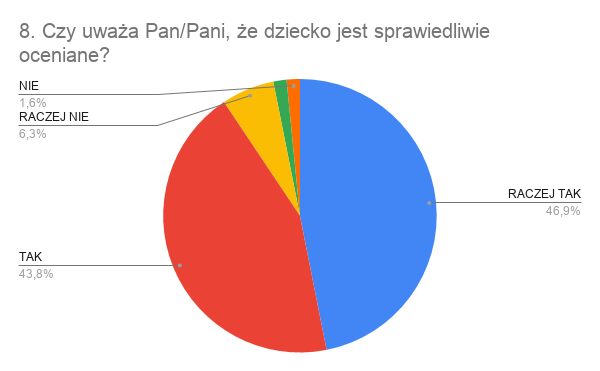 8. Czy uważa Pan/Pani, że dziecko jest sprawiedliwie
oceniane?
NIE
1,6%
RACZEJ NIE
6,3%
RACZEJ TAK
46,9%
TAK
43,8%